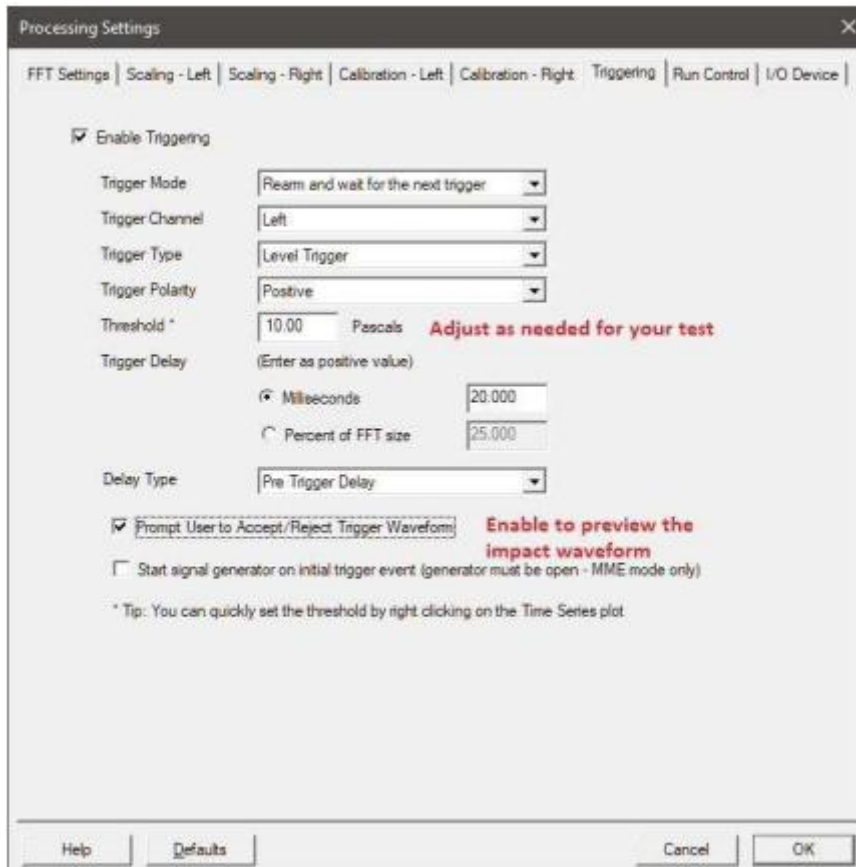 Processing Settings
FFT Settings Scaling - Left Scaling - Right Calibration - Left Calibration - Right Triggering Run Control I/O Device
Enable Triggering
Trigger Mode Rearm and wait for the next trigger
Trigger Channel Left
Trigger Type Level Trigger
Trigger Polarity Positive
Threshold * 10.00 Pascals Adjust as needed for your test
Trigger Delay (Enter as positive value)
Milliseconds 20.000
Percent of FFT size 25.000
Delay Type Pre Trigger Delay
Prompt User to Accept/Reject Trigger Waveform Enable to preview the
impact waveform
Start signal generator on initial trigger event (generator must be open - MME mode only)
* Tip: You can quickly set the threshold by right clicking on the Time Series plot
Help Defaults Cancel OK